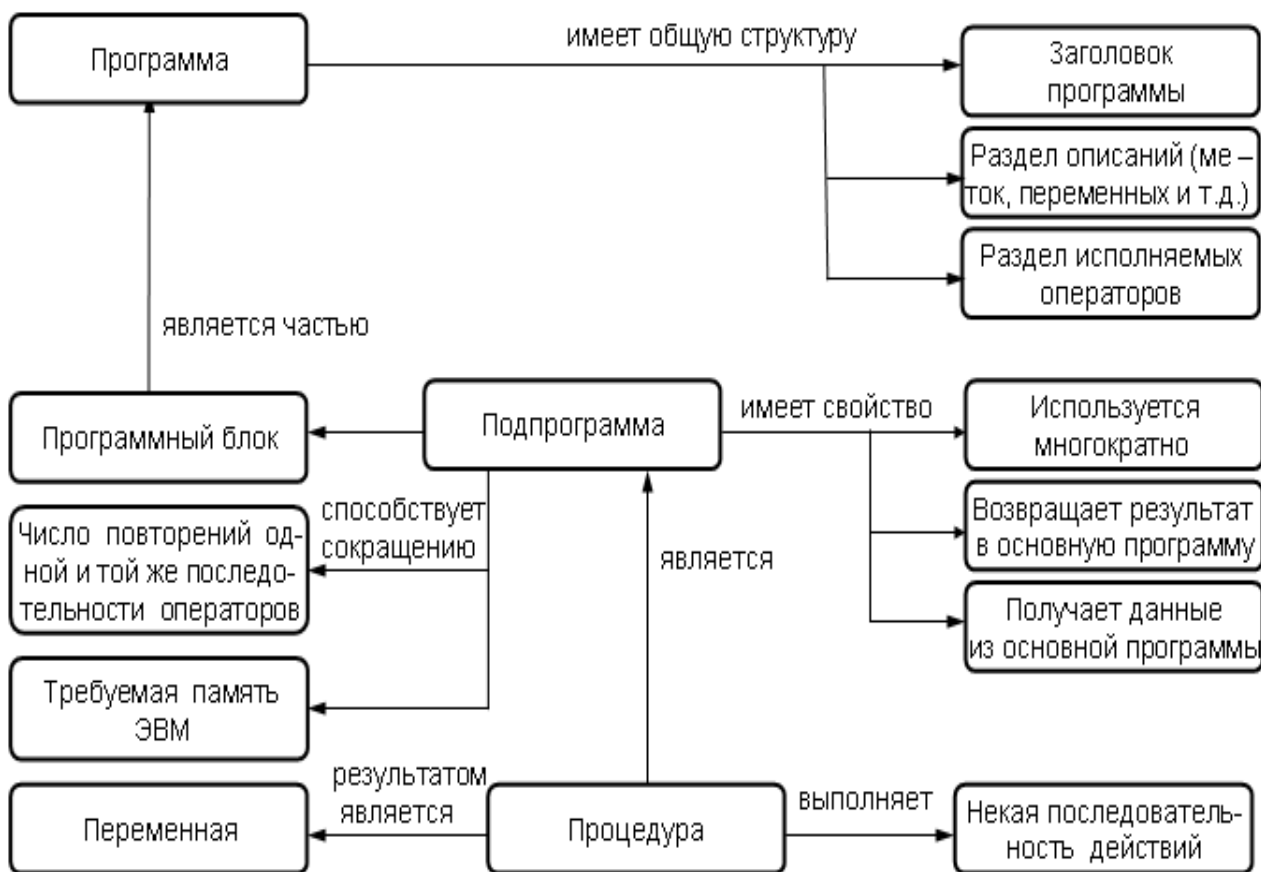 Программа
имеет общую структуру
Заголовок
программы
Раздел описаний (ме –
ток, переменных и т.д.)
Раздел исполняемых
операторов
является частью
Программный блок
Подпрограмма
имеет свойство
Используется
многократно
Число повторений од-
ной и той же последо-
тельности операторов
способствует
сокращению
является
Возвращает результат
в основную программу
Получает данные
из основной программы
Требуемая память
ЭВМ
Переменная
результатом
является
Процедура
выполняет
Некая последователь-
ность действий